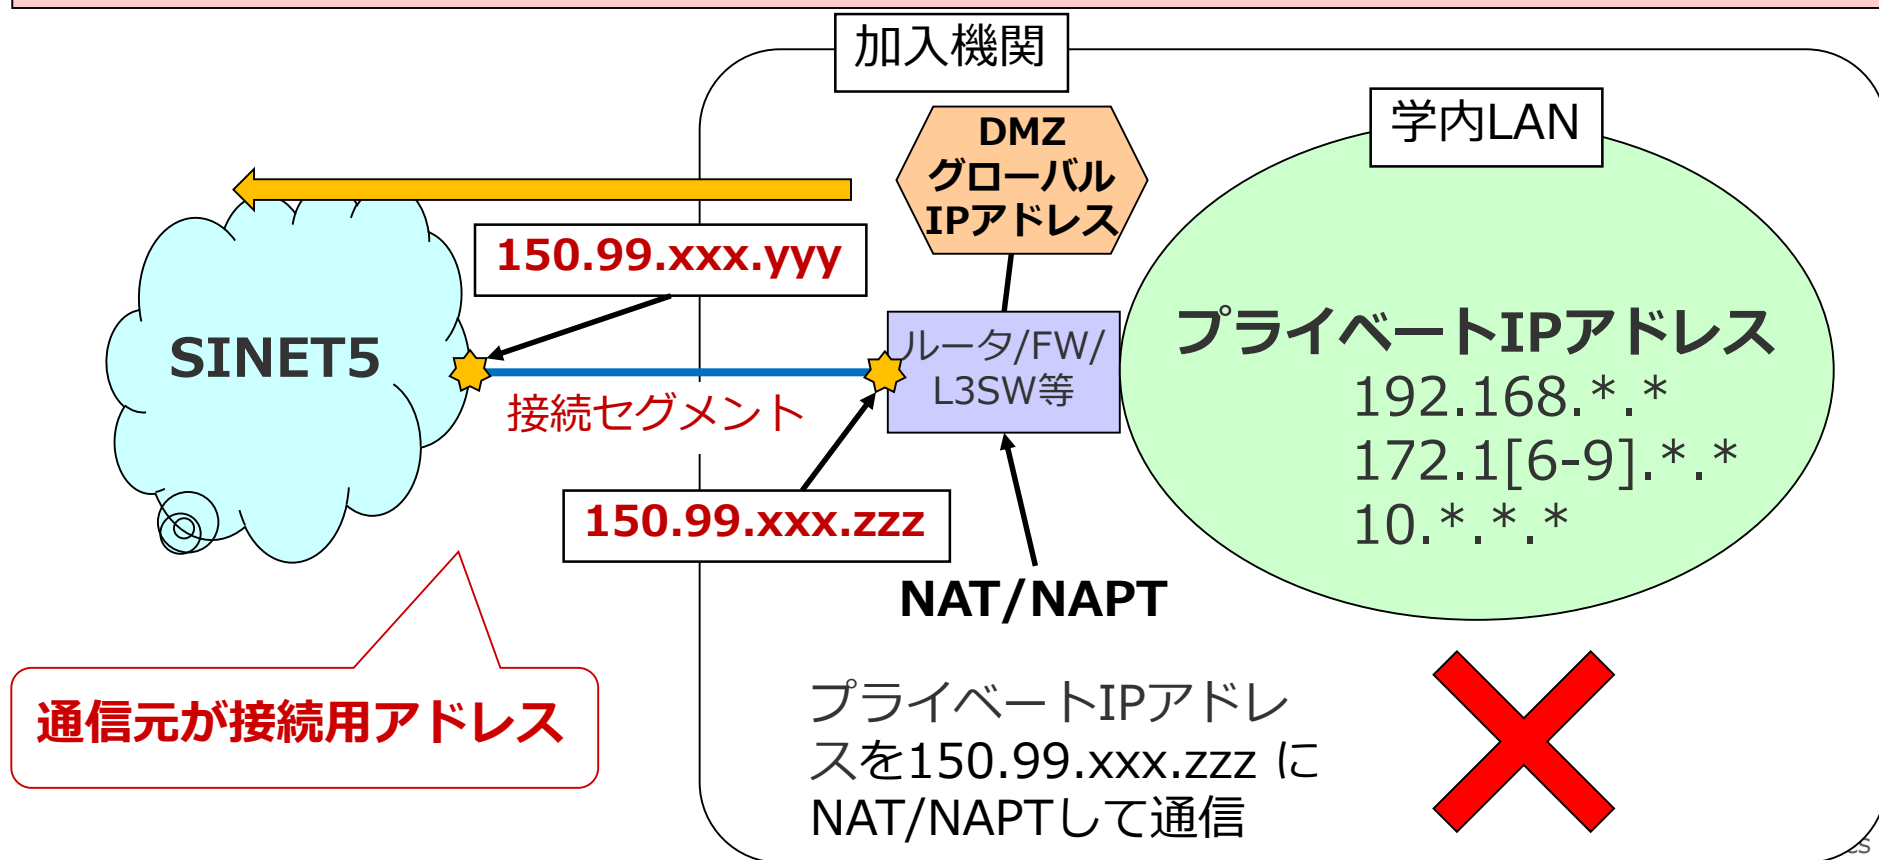 加入機関
学内LAN
DMZ
グローバル
IPアドレス
150.99.xxx.yyy
SINET5
ルータ/FW/
L3SW等
接続セグメント
プライベートIPアドレス
192.168.*.*
172.1[6-9].*.*
10.*.*.*
150.99.xxx.zzz
NAT/NAPT
通信元が接続用アドレス
プライベートIPアドレ
スを150.99.xxx.zzz に
NAT/NAPTして通信